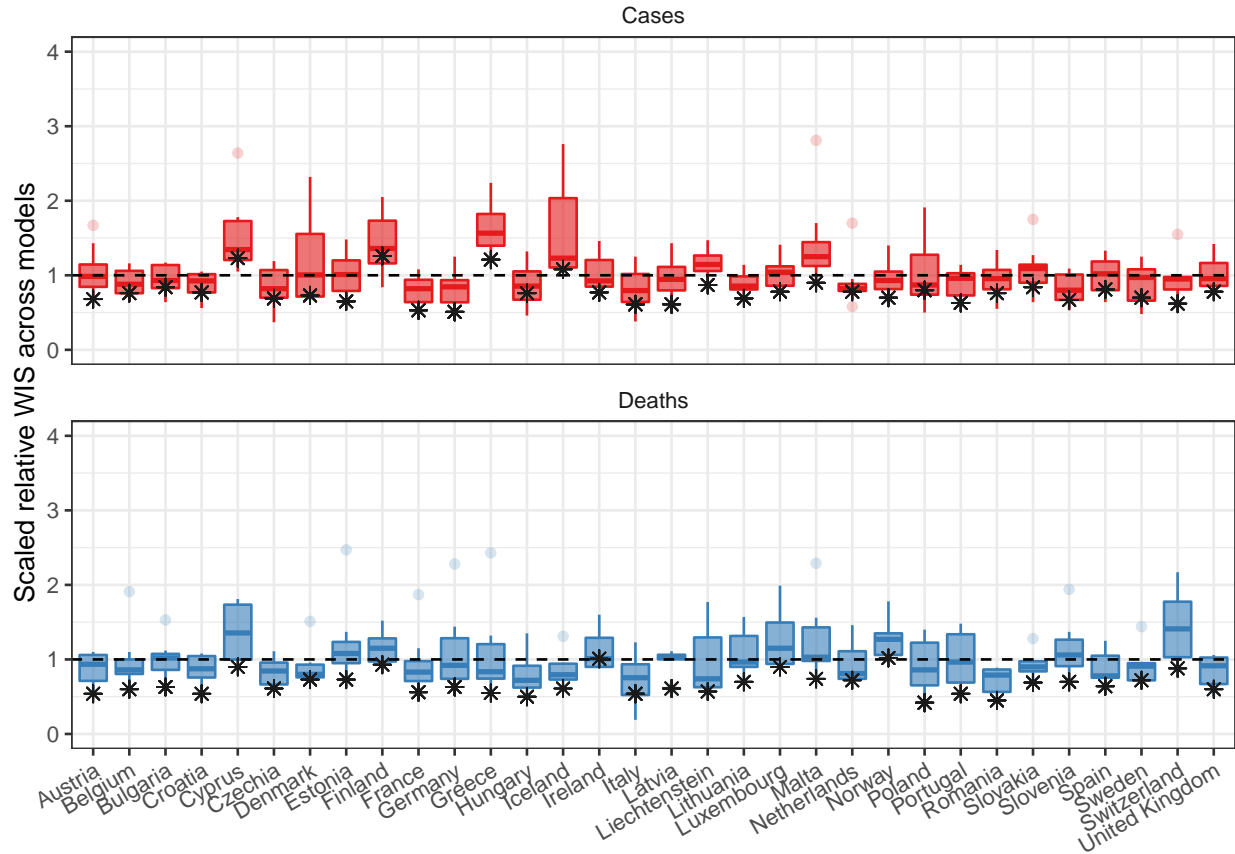 Cases
4
3
2
1
0
Scaled relative WIS across models
Deaths
4
3
2
1
0
Austria
Belgium
Bulgaria
Croatia
Cyprus
Czechia
Denmark
Estonia
Finland
France
Germany
Greece
Hungary
Iceland
Ireland
Italy
Latvia
Liechtenstein
Lithuania
Luxembourg
Malta
Netherlands
Norway
Poland
Portugal
Romania
Slovakia
Slovenia
Spain
Sweden
Switzerland
United Kingdom